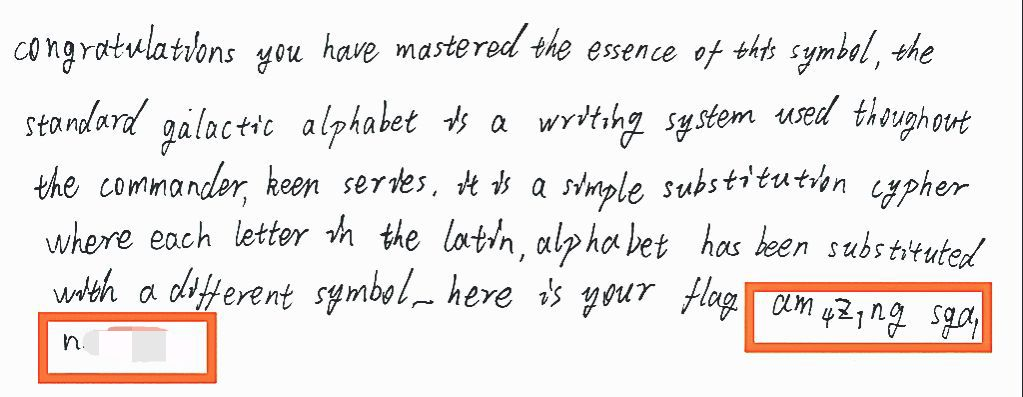 congratulations you have mastered the essence of this symbol, the
standard galactic alphabet is a writing system used thoughout
the commander, keen series. it is a simple substitution cypher
where each letter in the latin, alphabet has been substituted
with a different symbol_ here is your flag am4z1ng sga1
n